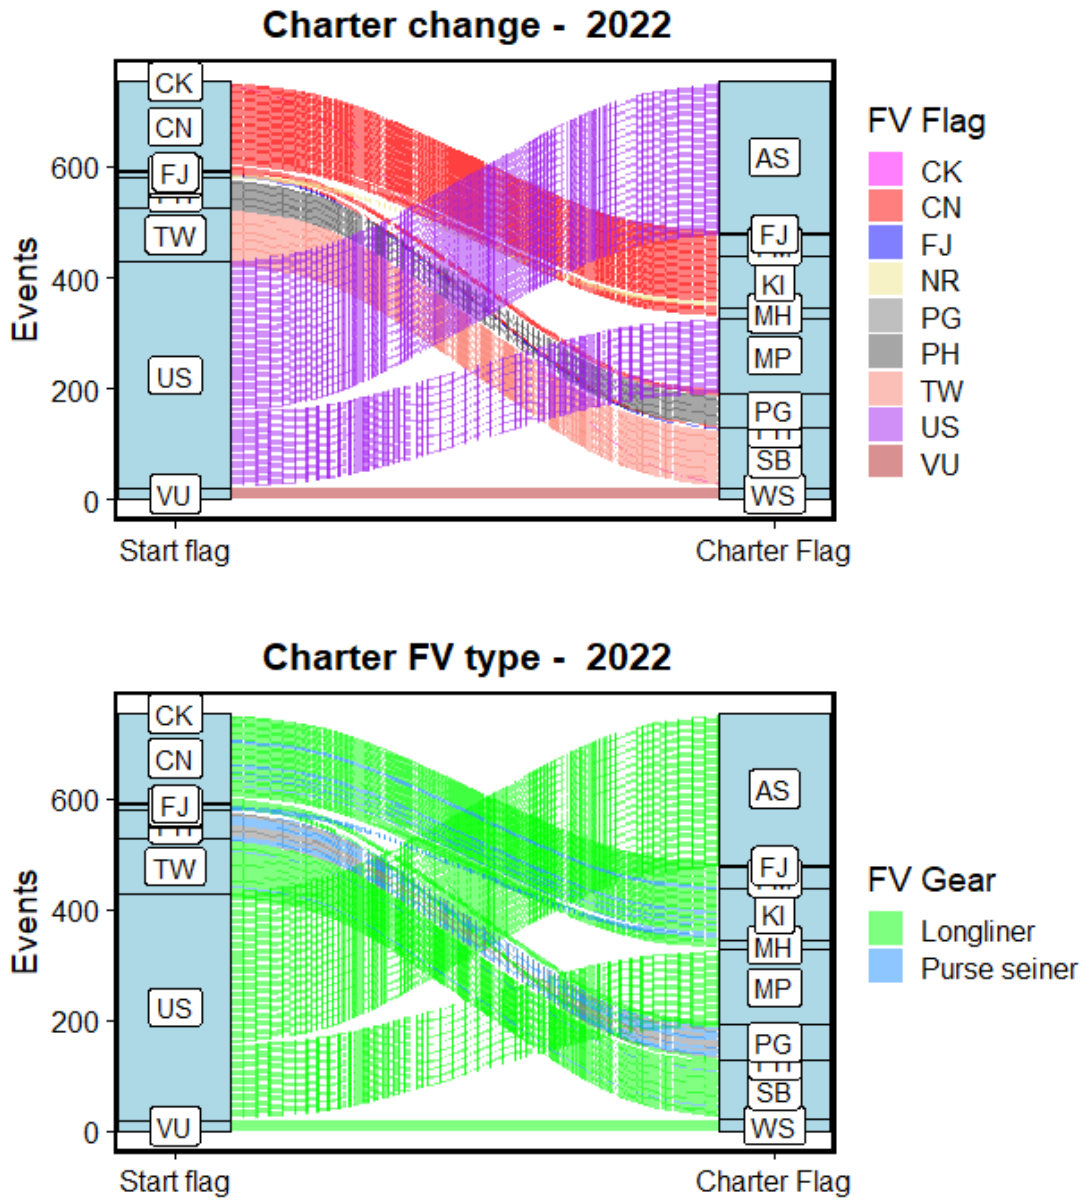 Charter change - 2022
Events
600
400
200
0
CK
CN
FJ
TW
US
VU
AS
FJ
KI
MH
MP
PG
SB
WS
Start flag
Charter Flag
FV Flag
CK
CN
FJ
NR
PG
PH
TW
US
VU
Charter FV type - 2022
Events
600
400
200
0
CK
CN
FJ
TW
US
VU
AS
FJ
KI
MH
MP
PG
SB
WS
Start flag
Charter Flag
FV Gear
Longliner
Purse seiner